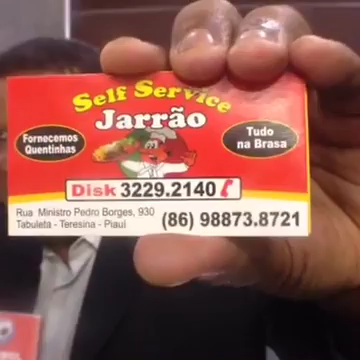 Self Service
Jarrão
Fornecemos
Quentinhas
Tudo
na Brasa
Disk 3229.2140
Rua Ministro Pedro Borges, 930
Tabuleta - Teresina - Piauí
(86) 98873.8721